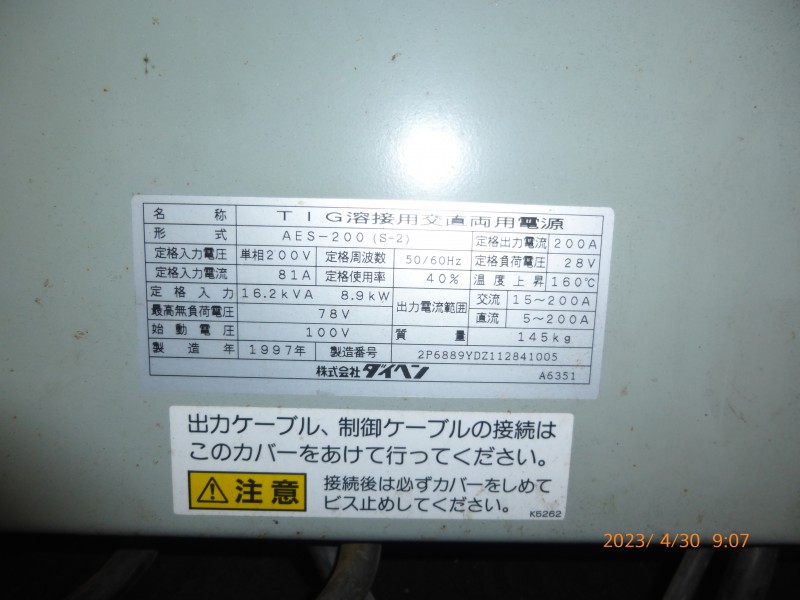 名称 TIG溶接用交直両用電源
形式 AES-200(S-2) 定格出力電流 200A
定格入力電圧 単相200V 定格周波数 50/60Hz 定格負荷電圧 28V
定格入力電流 81A 定格使用率 40% 温度上昇 160℃
定格入力 16.2kVA 8.9kW 出力電流範囲 交流 15~200A
最高無負荷電圧 78V 直流 5~200A
始動電圧 100V 質量 145kg
製造年 1997年 製造番号 2P6889YDZ112841005
株式会社ダイヘン A6351
出力ケーブル、制御ケーブルの接続は
このカバーをあけて行ってください。
注意 接続後は必ずカバーをしめて
ビス止めしてください。
K5262
2023/ 4/30 9:07